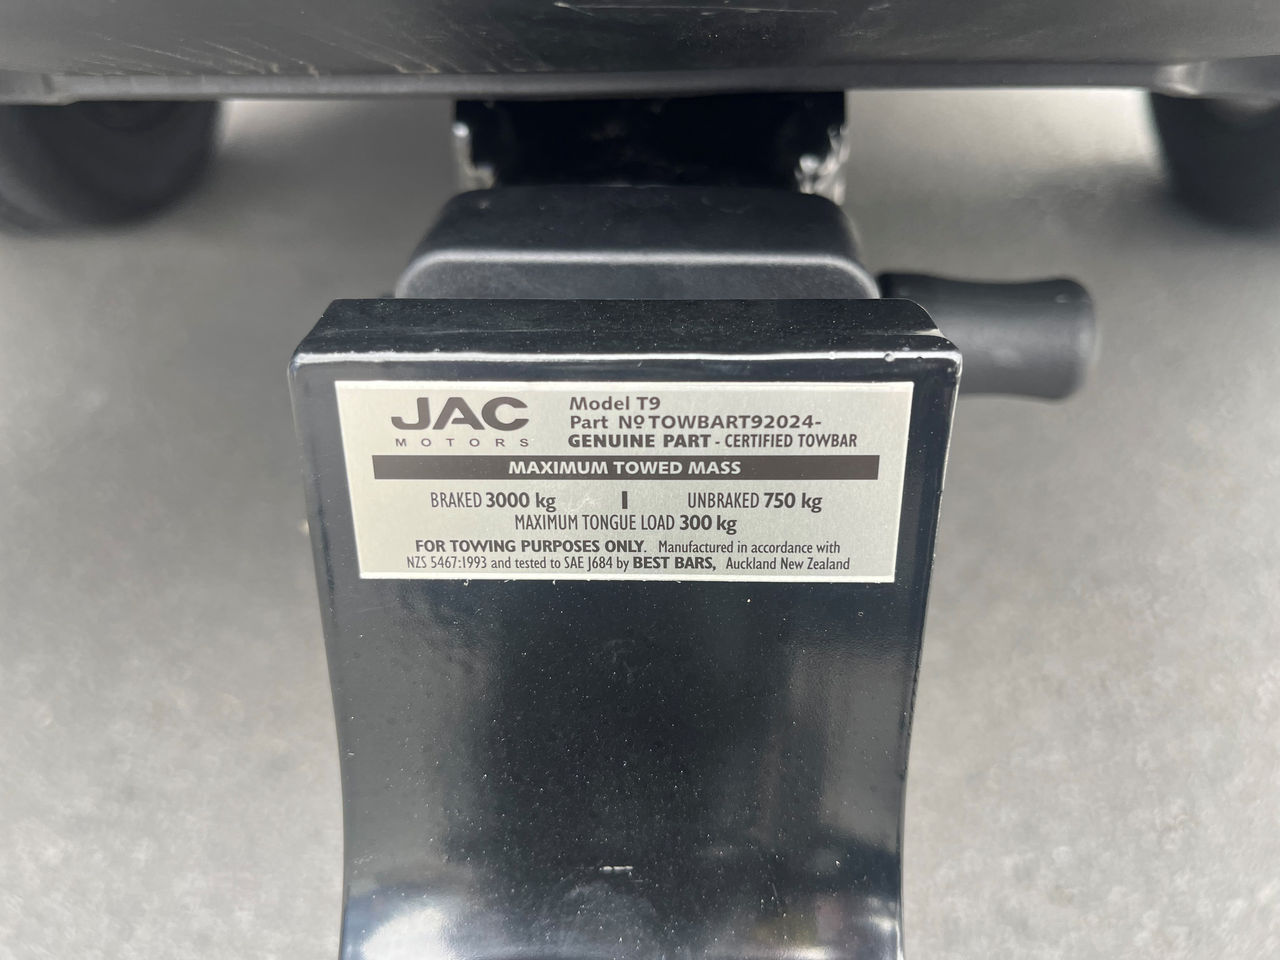 JAC
MOTORS
Model T9
Part Nº TOWBART92024-
GENUINE PART - CERTIFIED TOWBAR
MAXIMUM TOWED MASS
BRAKED 3000 kg | UNBRAKED 750 kg
MAXIMUM TONGUE LOAD 300 kg
FOR TOWING PURPOSES ONLY. Manufactured in accordance with
NZS 5467:1993 and tested to SAE J684 by BEST BARS, Auckland New Zealand